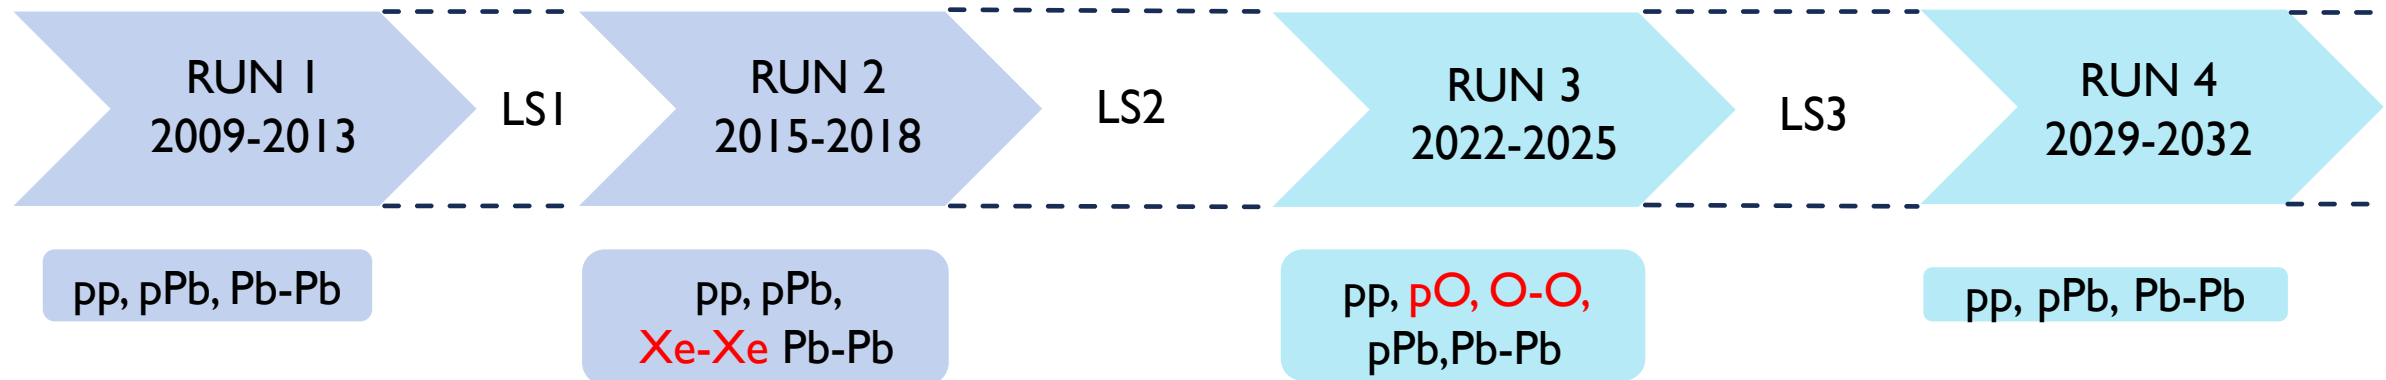 RUN 1
2009-2013
LS1
RUN 2
2015-2018
LS2
RUN 3
2022-2025
LS3
RUN 4
2029-2032
pp, pPb, Pb-Pb
pp, pPb,
Xe-Xe Pb-Pb
pp, pO, O-O,
pPb,Pb-Pb
pp, pPb, Pb-Pb